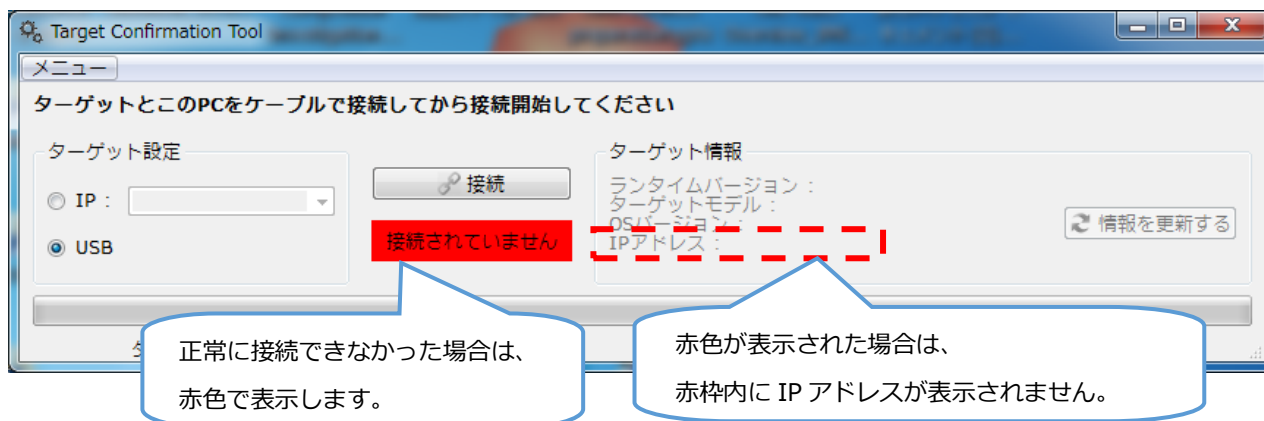 Target Confirmation Tool
メニュー
ターゲットとこのPCをケーブルで接続してから接続開始してください
ターゲット設定
IP :
USB
接続
接続されていません
ターゲット情報
ランタイムバージョン :
ターゲットモデル :
OSバージョン :
IPアドレス :
情報を更新する
正常に接続できなかった場合は、
赤色で表示します。
赤色が表示された場合は、
赤枠内に IP アドレスが表示されません。